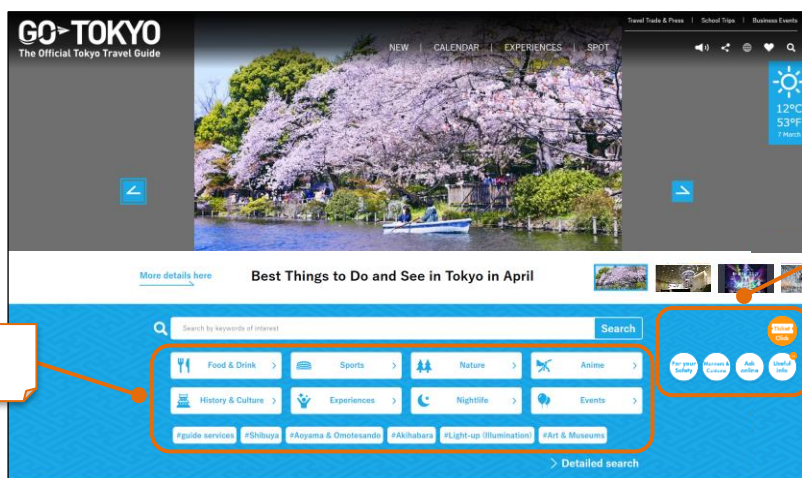 Travel Trade & Press | School Trips | Business Events
GO TOKYO
The Official Tokyo Travel Guide
NEW | CALENDAR | EXPERIENCES | SPOT
12°C
53°F
7 March
More details here
Best Things to Do and See in Tokyo in April
Search by keywords of interest
Search
Food & Drink
Sports
Nature
Anime
History & Culture
Experiences
Nightlife
Events
#guide services #Shibuya #Aoyama & Omotesando #Akihabara #Light-up (Illumination) #Art & Museums
Detailed search
Click
For your
Safety
Manners &
Customs
Ask
online
Useful
info